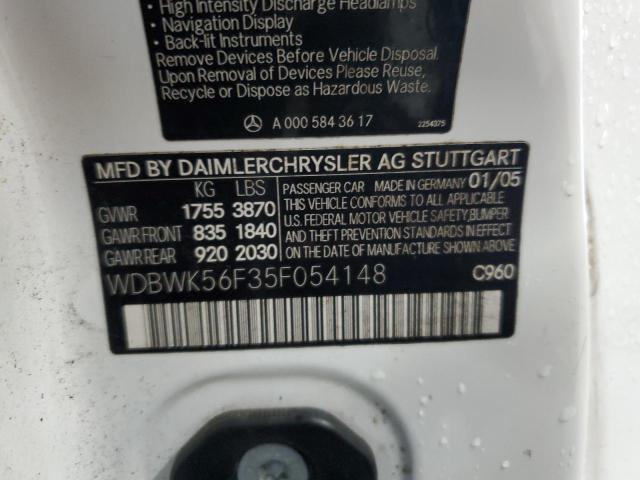 • High Intensity Discharge Headlamps
• Navigation Display
• Back-lit Instruments
Remove Devices Before Vehicle Disposal.
Upon Removal of Devices Please Reuse,
Recycle or Dispose as Hazardous Waste.
A 000 584 36 17
2254375
MFD BY DAIMLERCHRYSLER AG STUTTGART
KG LBS
GVWR 1755 3870
GAWR FRONT 835 1840
GAWR REAR 920 2030
PASSENGER CAR MADE IN GERMANY 01/05
THIS VEHICLE CONFORMS TO ALL APPLICABLE
U.S. FEDERAL MOTOR VEHICLE SAFETY, BUMPER
AND THEFT PREVENTION STANDARDS IN EFFECT
ON THE DATE OF MANUFACTURE SHOWN ABOVE.
WDBWK56F35F054148
C960